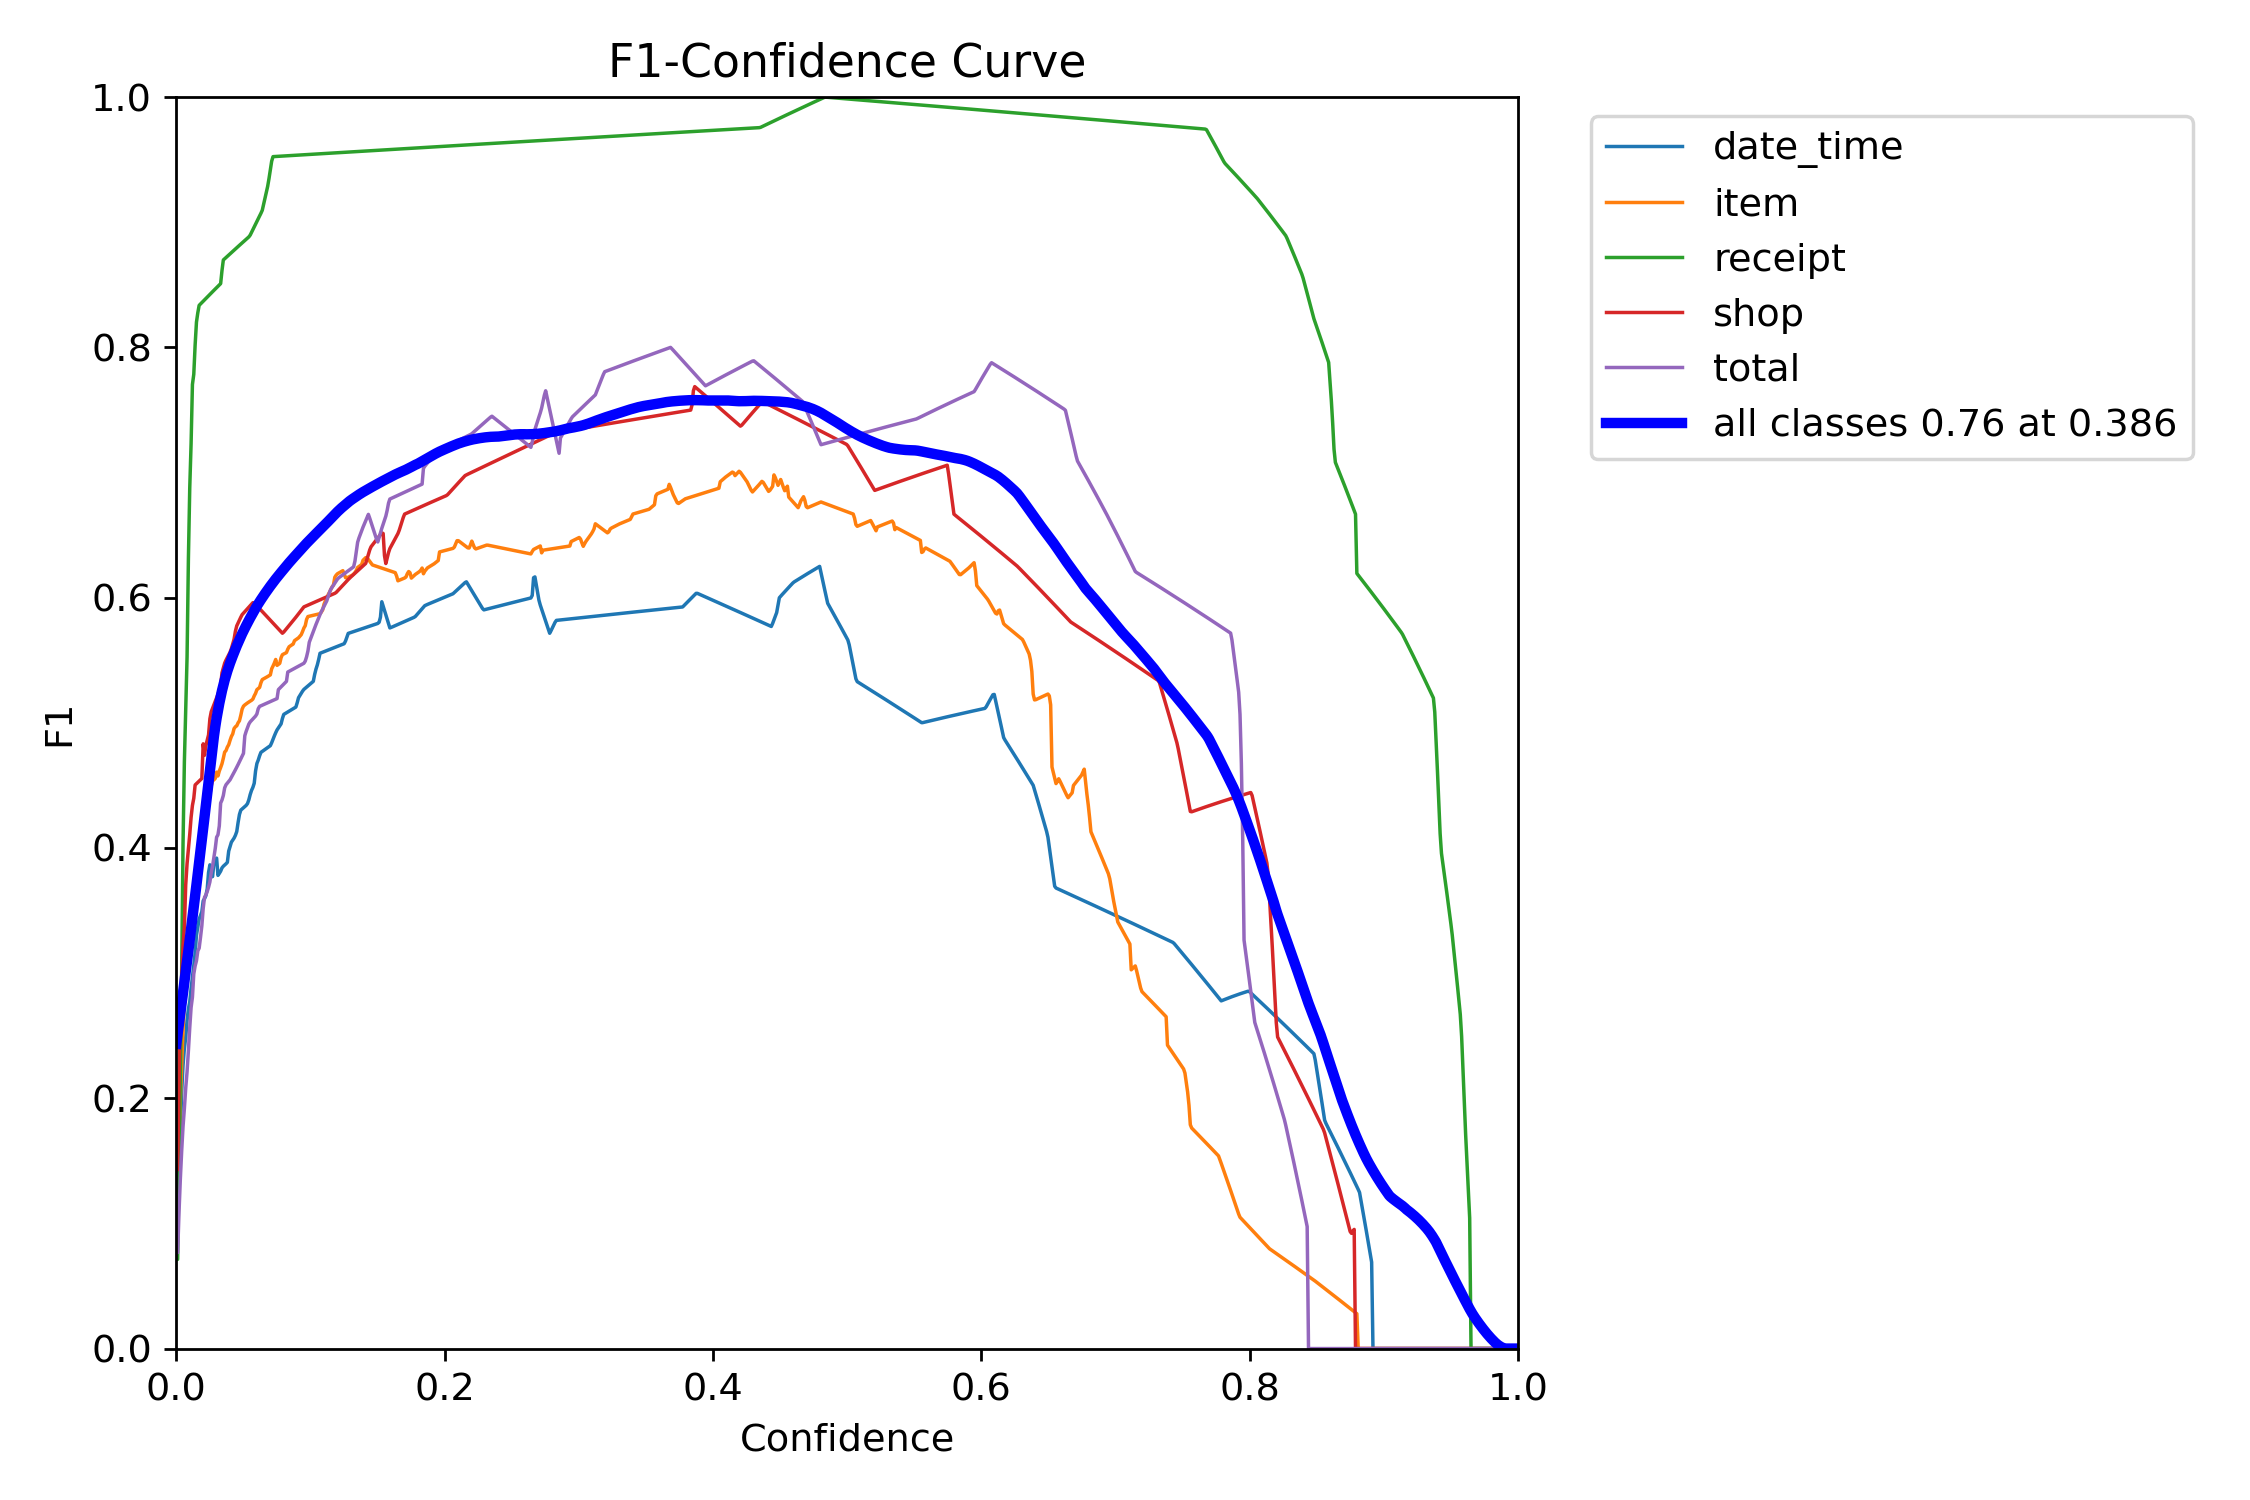 F1-Confidence Curve
1.0
0.8
0.6
0.4
0.2
0.0
F1
0.0 0.2 0.4 0.6 0.8 1.0
Confidence
date_time
item
receipt
shop
total
all classes 0.76 at 0.386